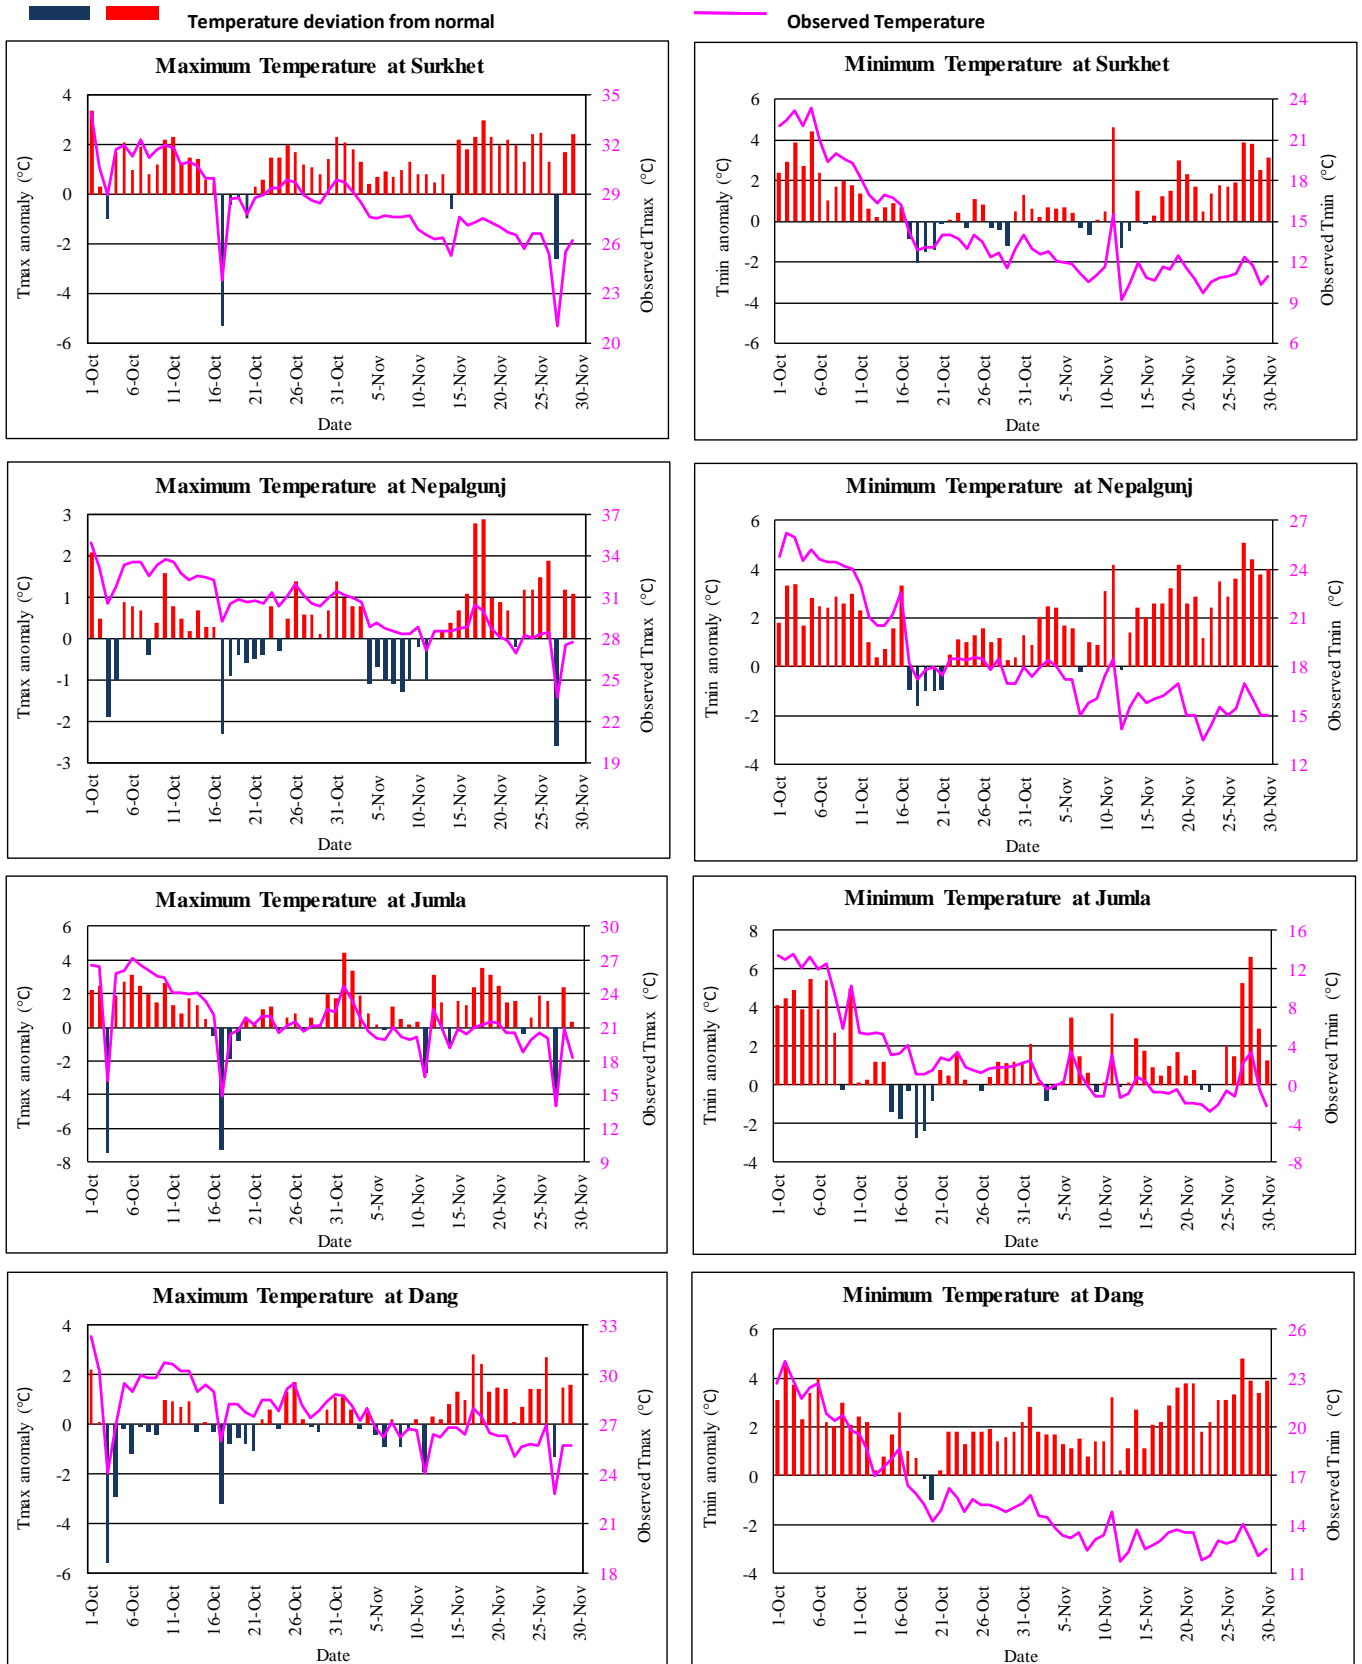 Temperature deviation from normal
Observed Temperature
Maximum Temperature at Surkhet
Tmax anomaly (°C)
4
2
0
-2
-4
-6
35
32
29
26
23
20
Observed Tmax (°C)
1-Oct 6-Oct 11-Oct 16-Oct 21-Oct 26-Oct 31-Oct 5-Nov 10-Nov 15-Nov 20-Nov 25-Nov 30-Nov
Date
Minimum Temperature at Surkhet
Tmin anomaly (°C)
6
4
2
0
-2
-4
-6
24
21
18
15
12
9
6
Observed Tmin (°C)
1-Oct 6-Oct 11-Oct 16-Oct 21-Oct 26-Oct 31-Oct 5-Nov 10-Nov 15-Nov 20-Nov 25-Nov 30-Nov
Date
Maximum Temperature at Nepalgunj
Tmax anomaly (°C)
3
2
1
0
-1
-2
-3
37
34
31
28
25
22
19
Observed Tmax (°C)
1-Oct 6-Oct 11-Oct 16-Oct 21-Oct 26-Oct 31-Oct 5-Nov 10-Nov 15-Nov 20-Nov 25-Nov 30-Nov
Date
Minimum Temperature at Nepalgunj
Tmin anomaly (°C)
6
4
2
0
-2
-4
27
24
21
18
15
12
Observed Tmin (°C)
1-Oct 6-Oct 11-Oct 16-Oct 21-Oct 26-Oct 31-Oct 5-Nov 10-Nov 15-Nov 20-Nov 25-Nov 30-Nov
Date
Maximum Temperature at Jumla
Tmax anomaly (°C)
6
4
2
0
-2
-4
-6
-8
30
27
24
21
18
15
12
9
Observed Tmax (°C)
1-Oct 6-Oct 11-Oct 16-Oct 21-Oct 26-Oct 31-Oct 5-Nov 10-Nov 15-Nov 20-Nov 25-Nov 30-Nov
Date
Minimum Temperature at Jumla
Tmin anomaly (°C)
8
6
4
2
0
-2
-4
16
12
8
4
0
-4
-8
Observed Tmin (°C)
1-Oct 6-Oct 11-Oct 16-Oct 21-Oct 26-Oct 31-Oct 5-Nov 10-Nov 15-Nov 20-Nov 25-Nov 30-Nov
Date
Maximum Temperature at Dang
Tmax anomaly (°C)
4
2
0
-2
-4
-6
33
30
27
24
21
18
Observed Tmax (°C)
1-Oct 6-Oct 11-Oct 16-Oct 21-Oct 26-Oct 31-Oct 5-Nov 10-Nov 15-Nov 20-Nov 25-Nov 30-Nov
Date
Minimum Temperature at Dang
Tmin anomaly (°C)
6
4
2
0
-2
-4
26
23
20
17
14
11
Observed Tmin (°C)
1-Oct 6-Oct 11-Oct 16-Oct 21-Oct 26-Oct 31-Oct 5-Nov 10-Nov 15-Nov 20-Nov 25-Nov 30-Nov
Date